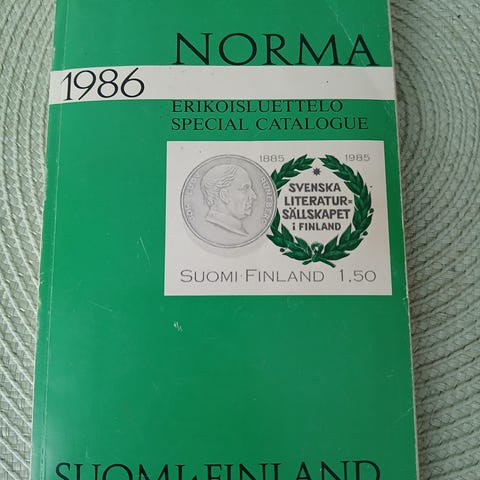 NORMA
1986
ERIKOISLUETTELO
SPECIAL CATALOGUE
1885 1985
SVENSKA
LITERATUR=
SÄLLSKAPET
i FINLAND
SUOMI·FINLAND 1,50
SUOMI·FINLAND